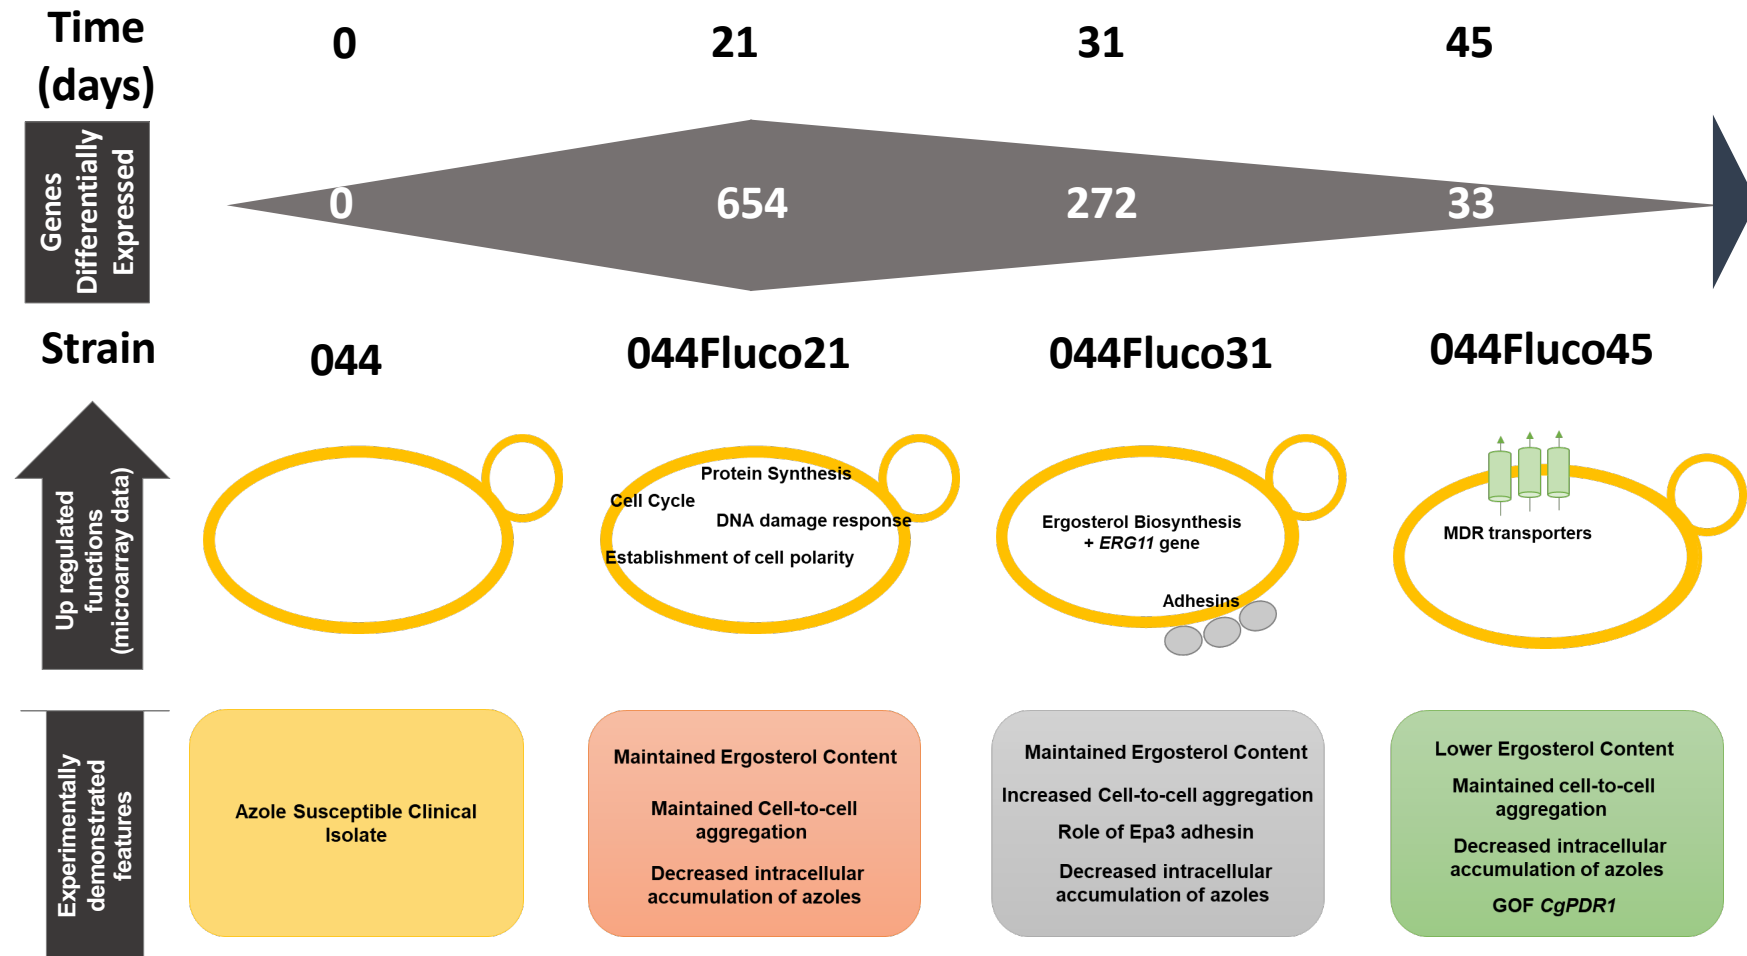 Time
(days)
0
21
31
45
Genes
Differentially
Expressed
0
654
272
33
Strain
044
044Fluco21
044Fluco31
044Fluco45
Up regulated
functions
(microarray data)
Protein Synthesis
Cell Cycle
DNA damage response
Establishment of cell polarity
Ergosterol Biosynthesis
+ ERG11 gene
Adhesins
MDR transporters
Experimentally
demonstrated
features
Azole Susceptible Clinical
Isolate
Maintained Ergosterol Content
Maintained Cell-to-cell
aggregation
Decreased intracellular
accumulation of azoles
Maintained Ergosterol Content
Increased Cell-to-cell aggregation
Role of Epa3 adhesin
Decreased intracellular
accumulation of azoles
Lower Ergosterol Content
Maintained cell-to-cell
aggregation
Decreased intracellular
accumulation of azoles
GOF CgPDR1